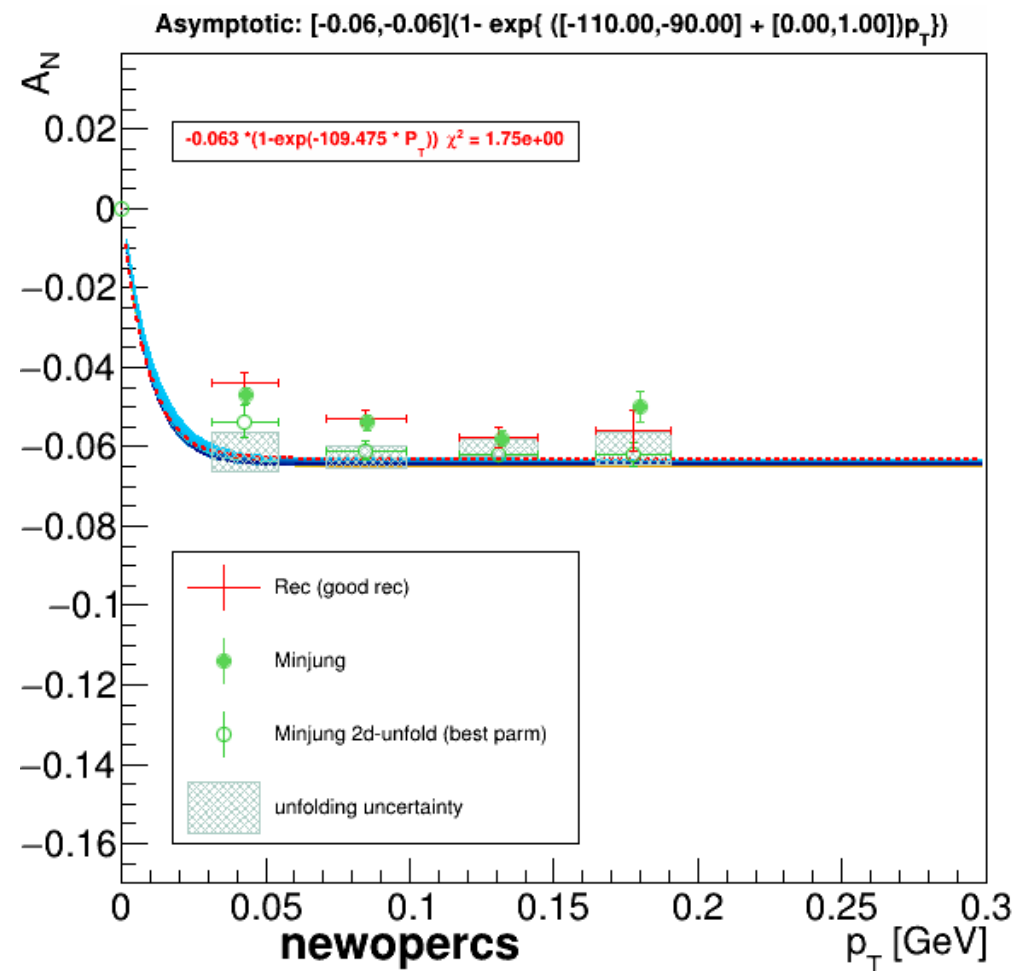 Asymptotic: [-0.06,-0.06](1- exp{ ([-110.00,-90.00] + [0.00,1.00])p_T})
A_N
-0.063 *(1-exp(-109.475 * P_T)) χ² = 1.75e+00
0.02
0
−0.02
−0.04
−0.06
−0.08
−0.1
−0.12
−0.14
−0.16
Rec (good rec)
Minjung
Minjung 2d-unfold (best parm)
unfolding uncertainty
0 0.05 0.1 0.15 0.2 0.25 0.3
newopercs
p_T [GeV]